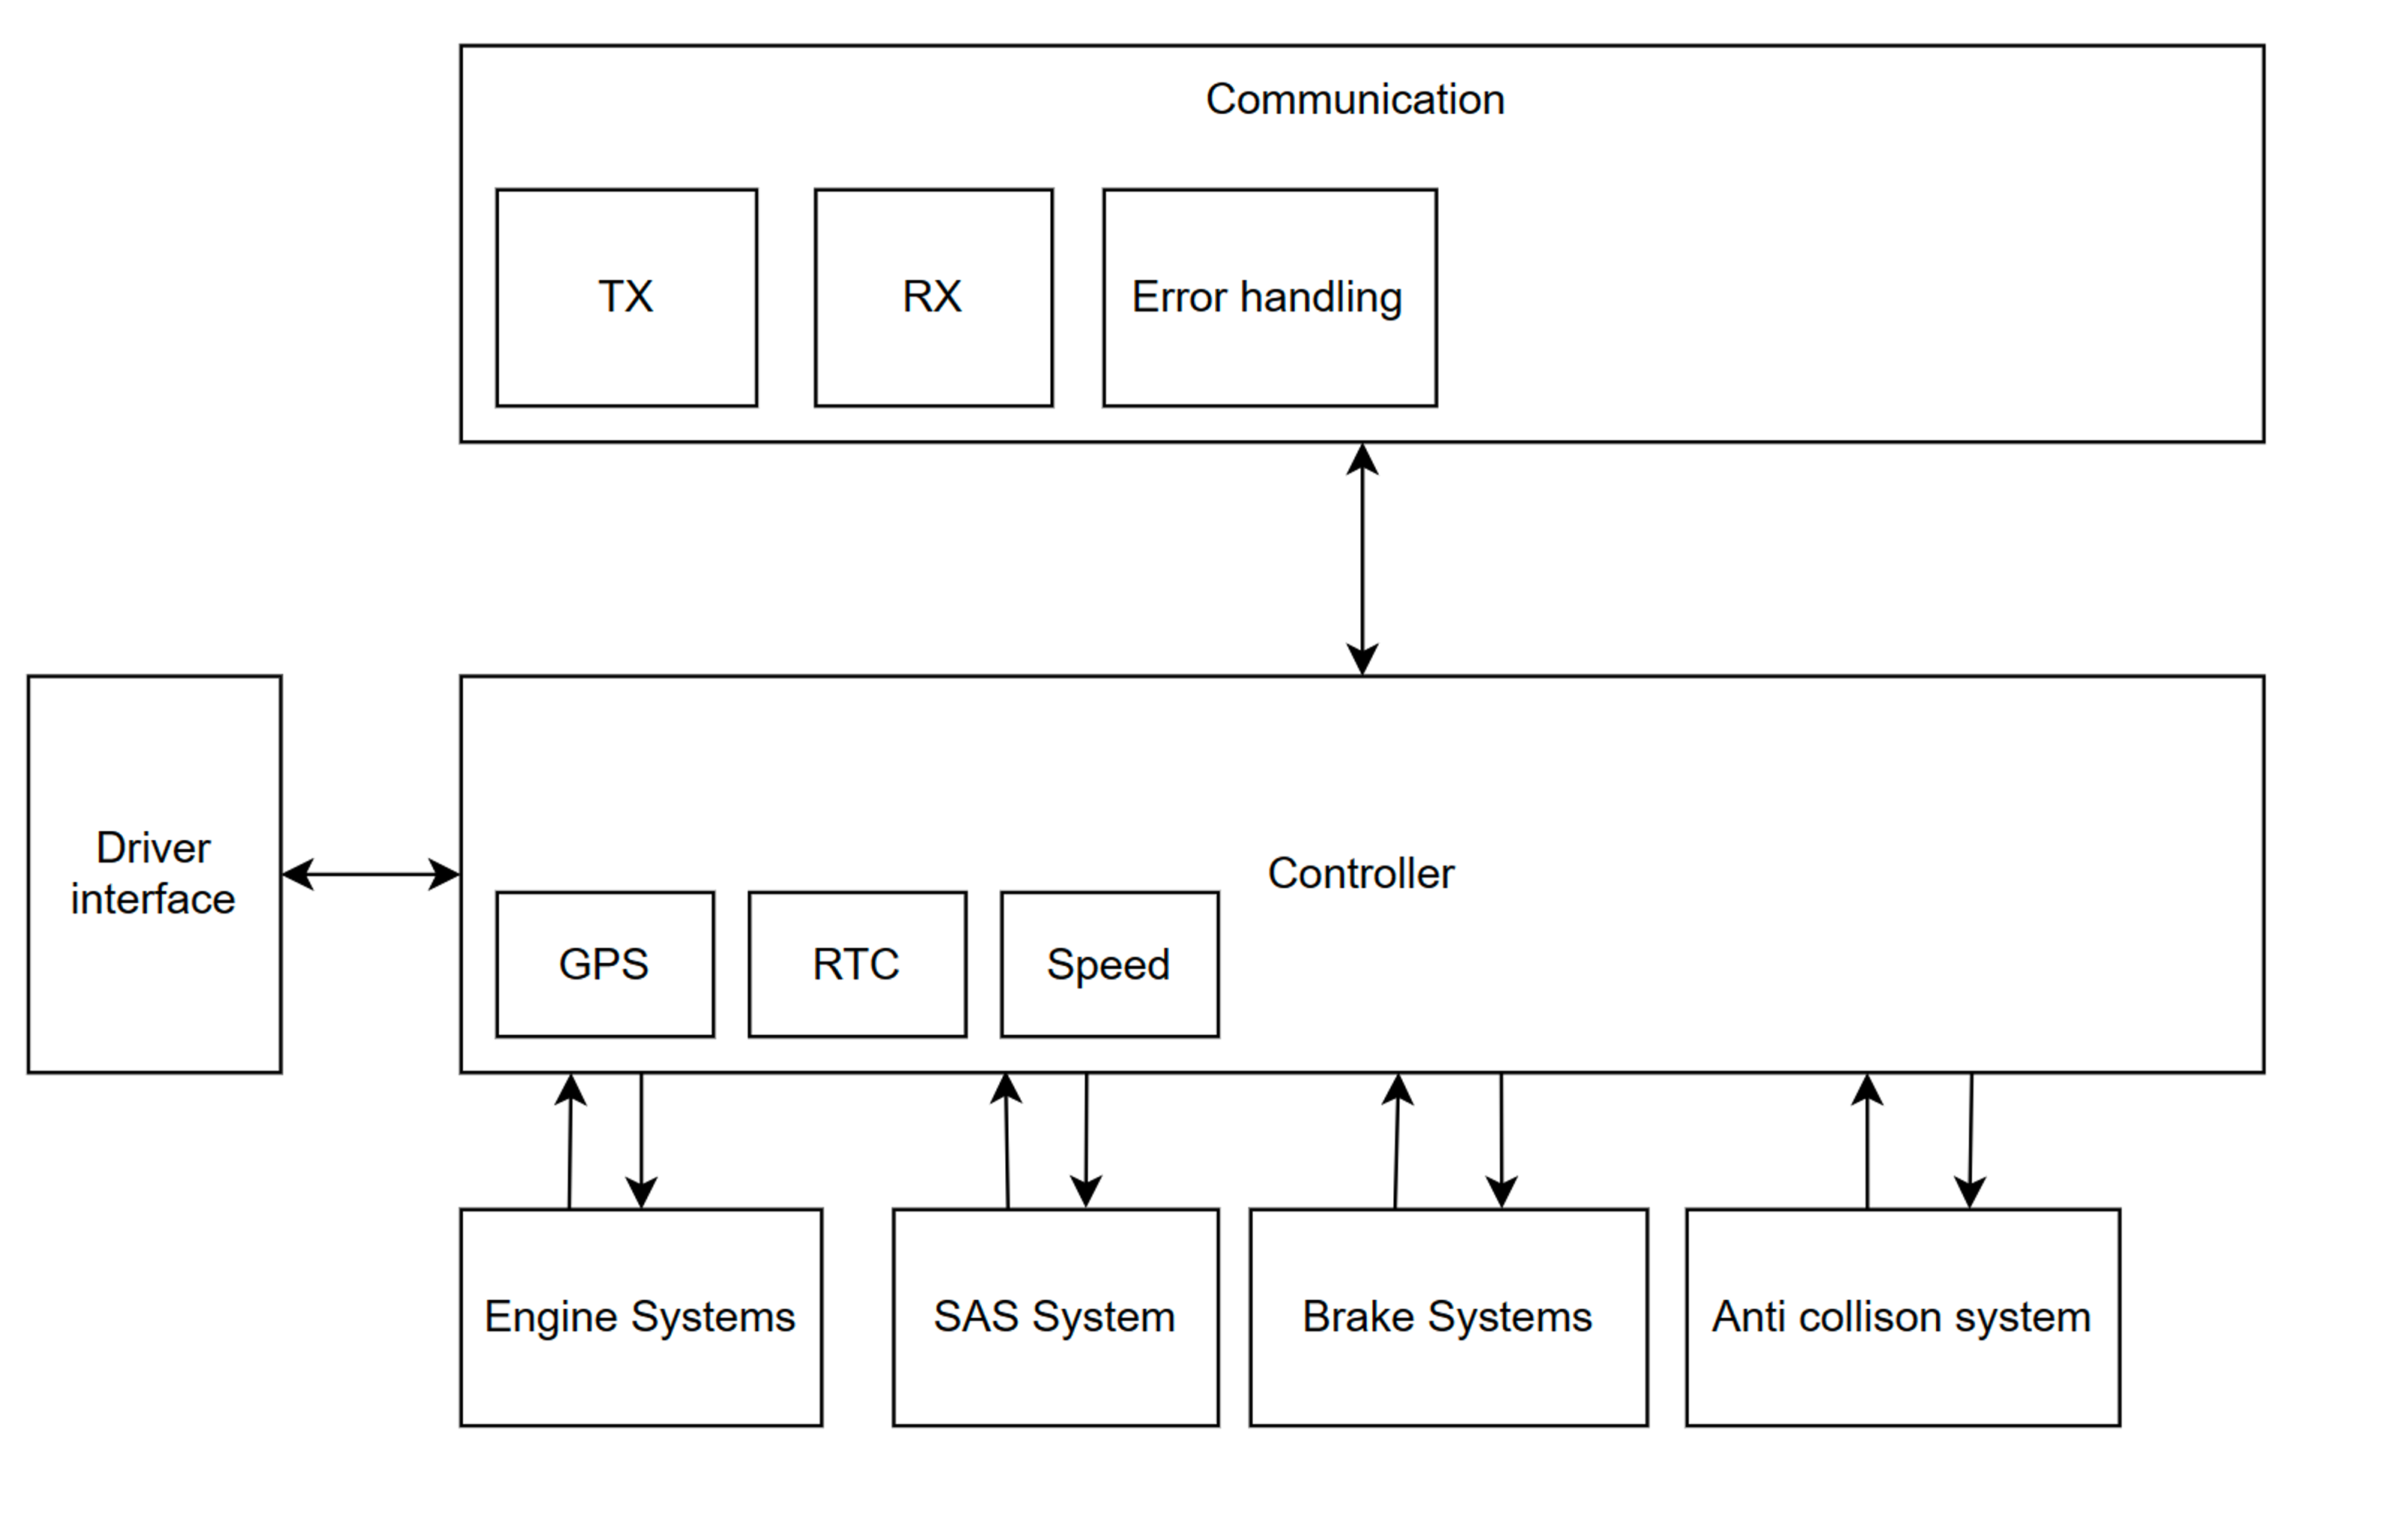 Communication
TX
RX
Error handling
Driver
interface
Controller
GPS
RTC
Speed
Engine Systems
SAS System
Brake Systems
Anti collison system